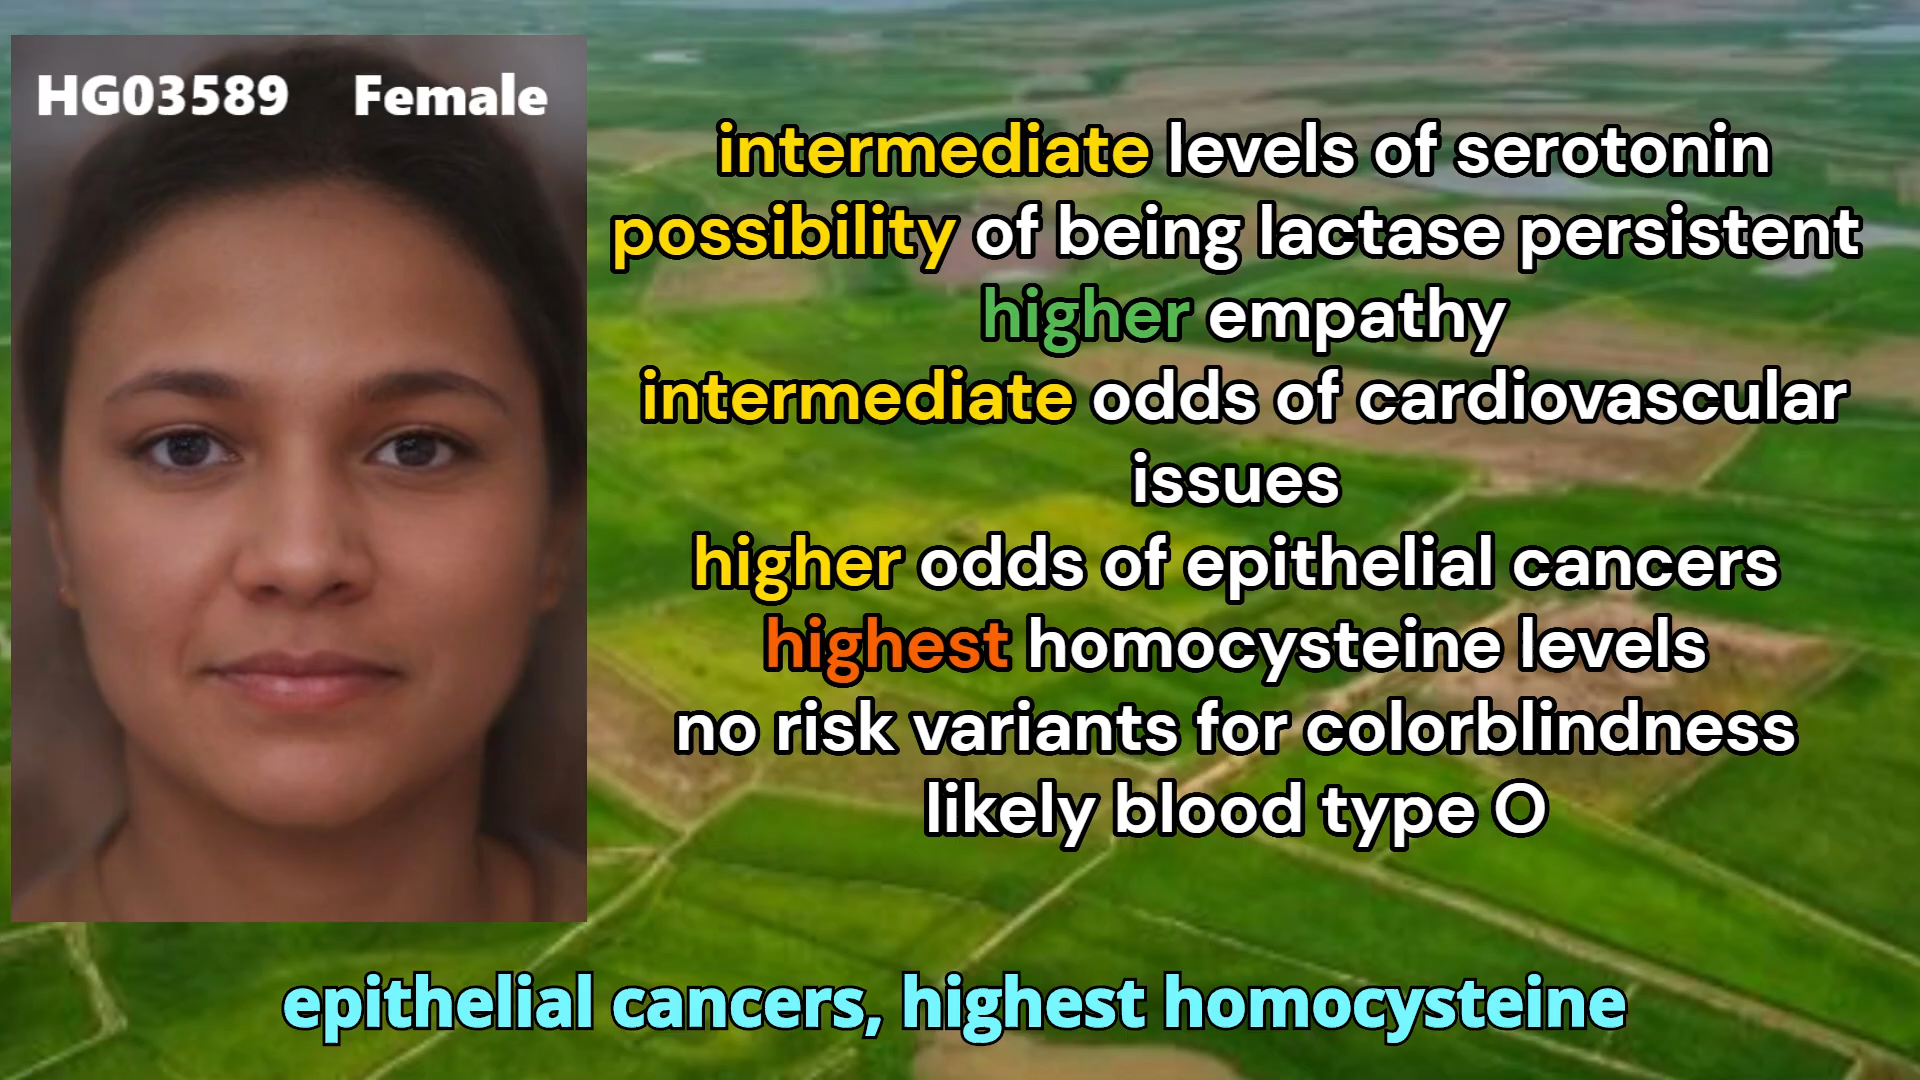 HG03589 Female
intermediate levels of serotonin
possibility of being lactase persistent
higher empathy
intermediate odds of cardiovascular
issues
higher odds of epithelial cancers
highest homocysteine levels
no risk variants for colorblindness
likely blood type O
epithelial cancers, highest homocysteine